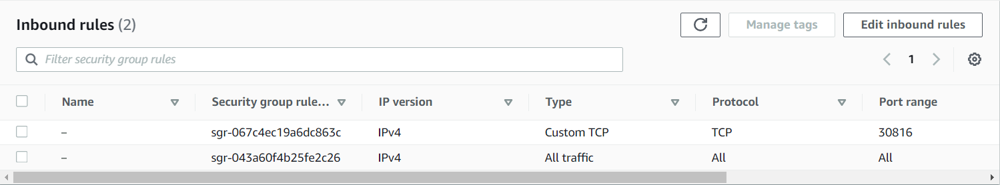 Inbound rules (2)
Manage tags
Edit inbound rules
Filter security group rules
1
Name Security group rule... IP version Type Protocol Port range
– sgr-067c4ec19a6dc863c IPv4 Custom TCP TCP 30816
– sgr-043a60f4b25fe2c26 IPv4 All traffic All All